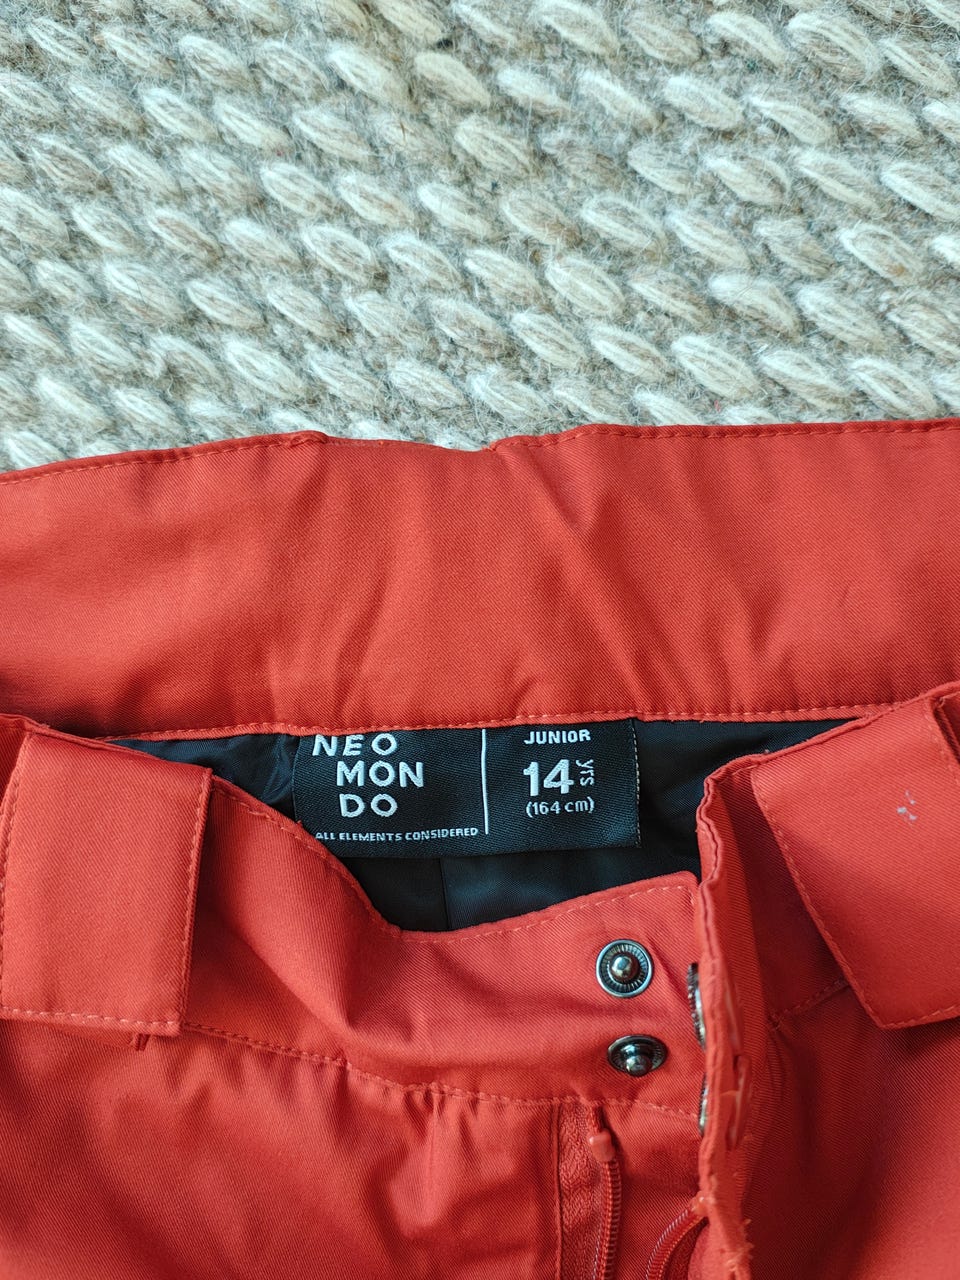 NEO
MON
DO
ALL ELEMENTS CONSIDERED
JUNIOR
14 yrs
(164 cm)